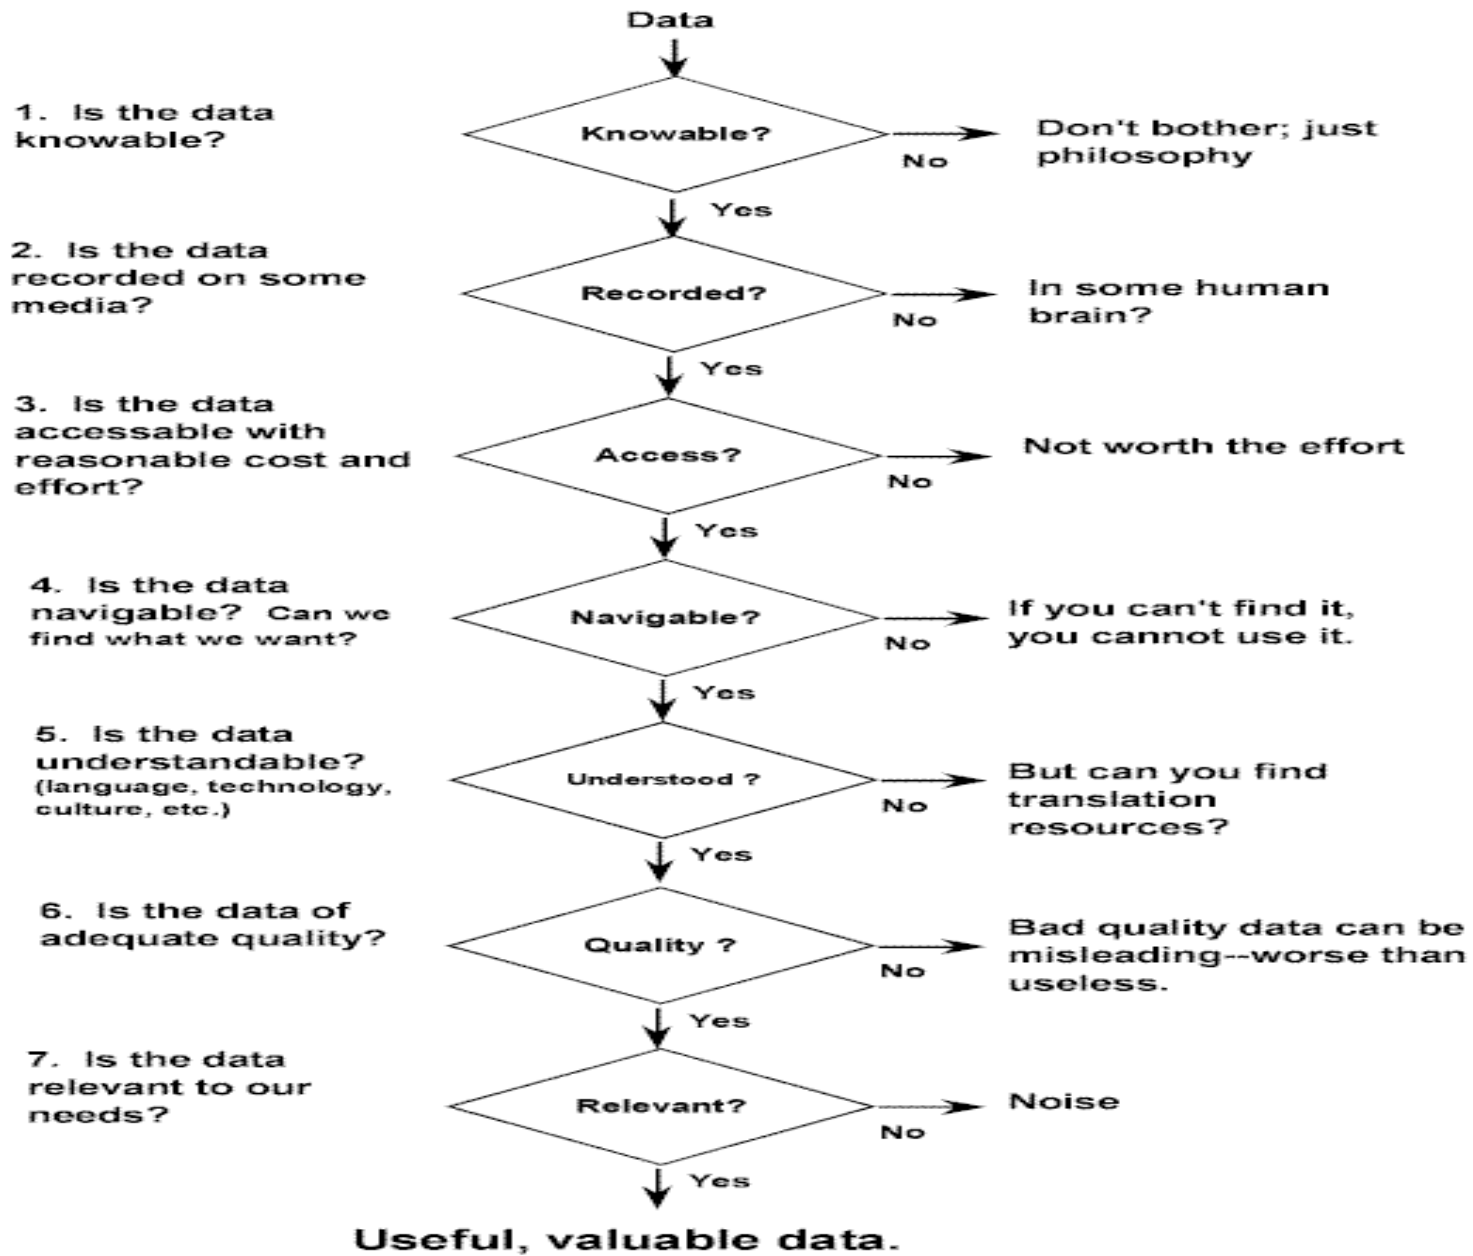 Data
1. Is the data
knowable?
Knowable?
No
Don't bother; just
philosophy
Yes
2. Is the data
recorded on some
media?
Recorded?
No
In some human
brain?
Yes
3. Is the data
accessable with
reasonable cost and
effort?
Access?
No
Not worth the effort
Yes
4. Is the data
navigable? Can we
find what we want?
Navigable?
No
If you can't find it,
you cannot use it.
Yes
5. Is the data
understandable?
(language, technology,
culture, etc.)
Understood ?
No
But can you find
translation
resources?
Yes
6. Is the data of
adequate quality?
Quality ?
No
Bad quality data can be
misleading--worse than
useless.
Yes
7. Is the data
relevant to our
needs?
Relevant?
No
Noise
Yes
Useful, valuable data.